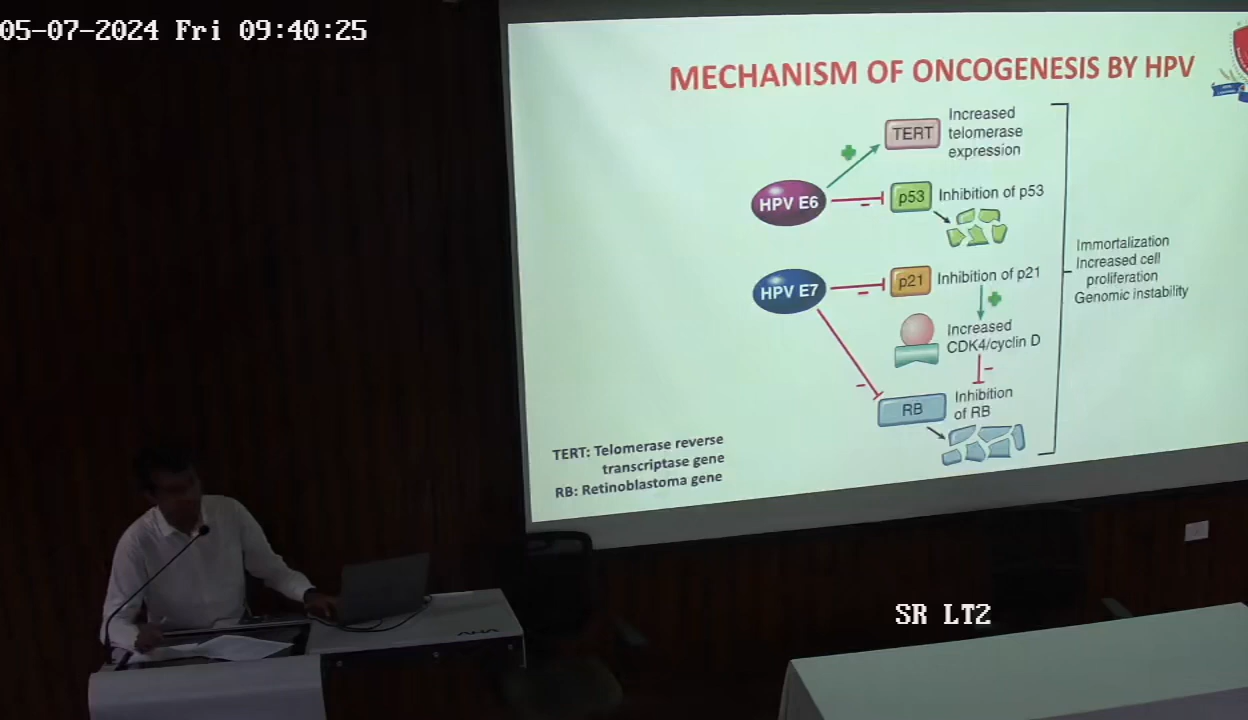 05-07-2024 Fri 09:40:25
MECHANISM OF ONCOGENESIS BY HPV
TERT
Increased
telomerase
expression
HPV E6
p53
Inhibition of p53
HPV E7
p21
Inhibition of p21
Increased
CDK4/cyclin D
RB
Inhibition
of RB
Immortalization
Increased cell
proliferation
Genomic instability
TERT: Telomerase reverse
transcriptase gene
RB: Retinoblastoma gene
SR LT2